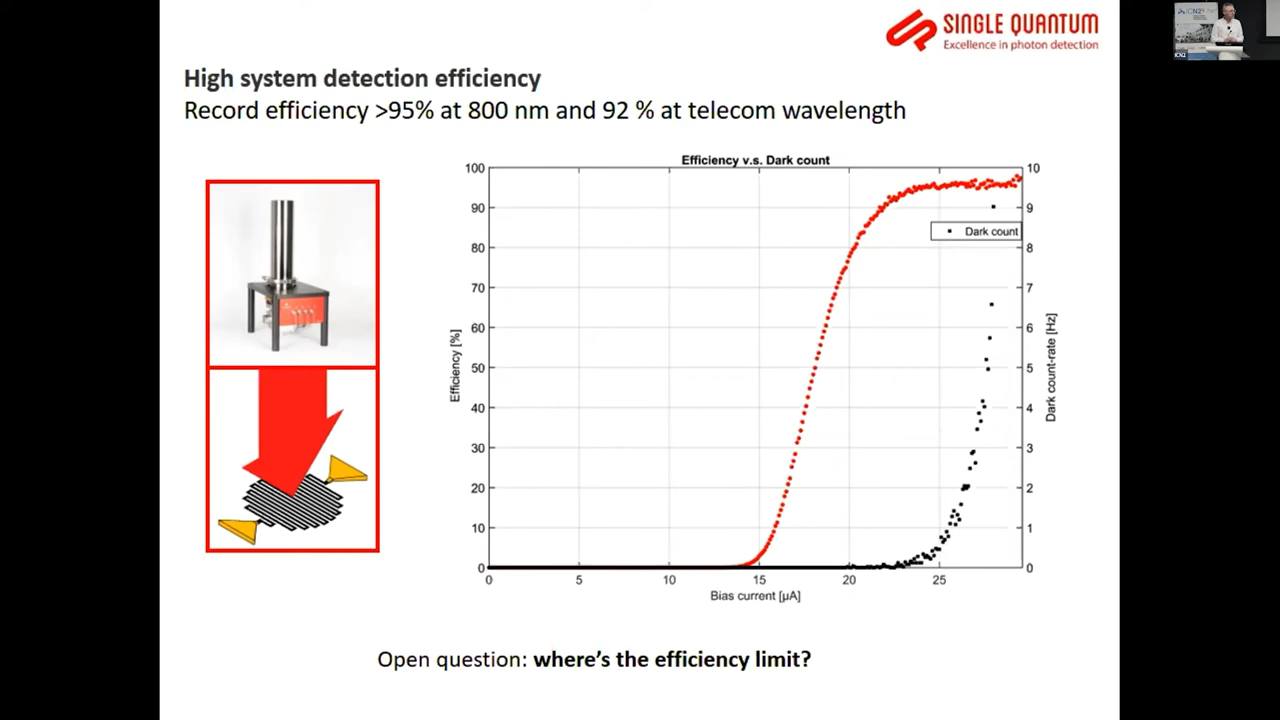 SINGLE QUANTUM
Excellence in photon detection
ICN2
High system detection efficiency
Record efficiency >95% at 800 nm and 92 % at telecom wavelength
Efficiency v.s. Dark count
100
90
80
70
60
50
40
30
20
10
0
Efficiency [%]
10
9
8
7
6
5
4
3
2
1
0
Dark count-rate [Hz]
Dark count
0 5 10 15 20 25
Bias current [µA]
Open question: where's the efficiency limit?